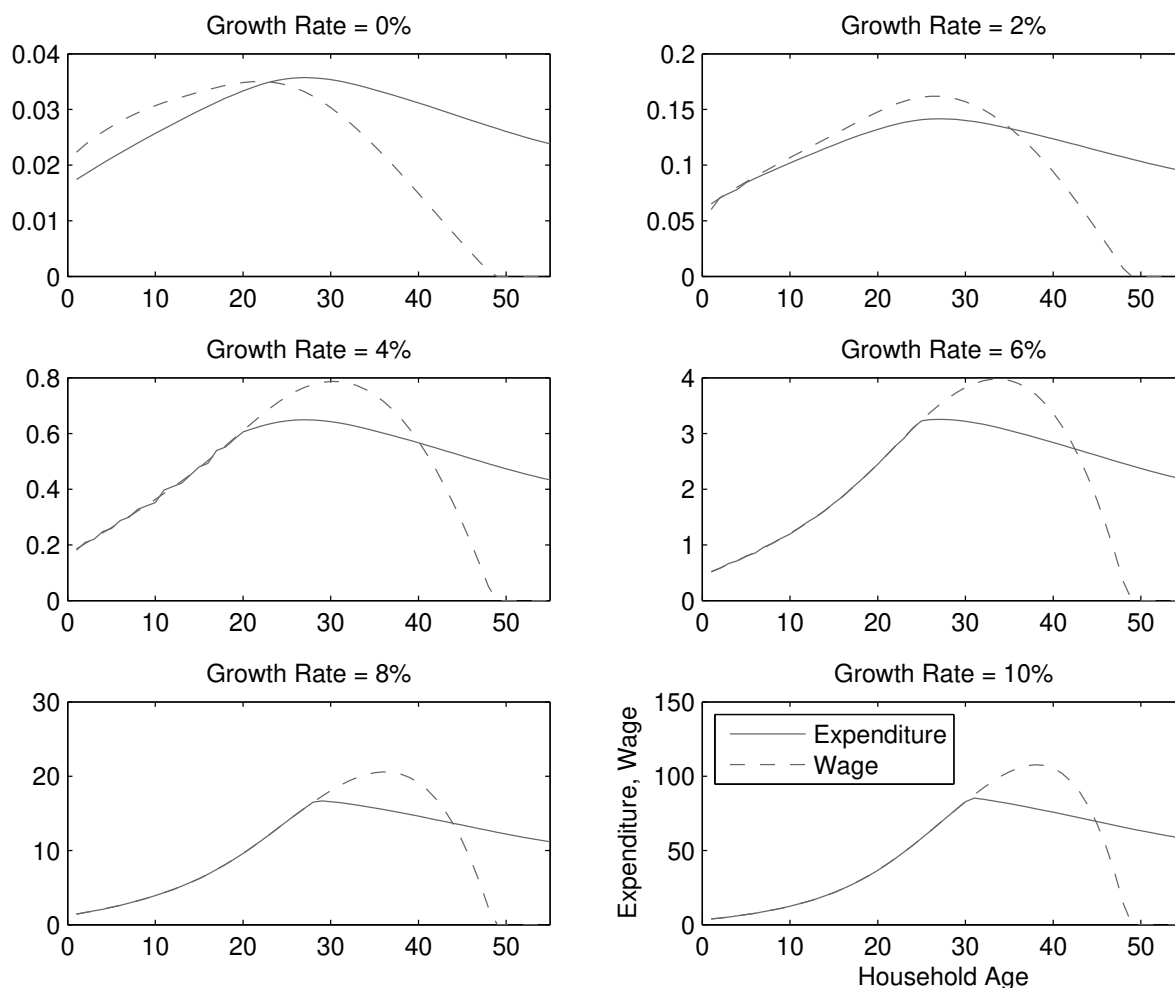 Growth Rate = 0%
0.04
0.03
0.02
0.01
0
0 10 20 30 40 50
Growth Rate = 2%
0.2
0.15
0.1
0.05
0
0 10 20 30 40 50
Growth Rate = 4%
0.8
0.6
0.4
0.2
0
0 10 20 30 40 50
Growth Rate = 6%
4
3
2
1
0
0 10 20 30 40 50
Growth Rate = 8%
30
20
10
0
0 10 20 30 40 50
Growth Rate = 10%
150
100
50
0
Expenditure, Wage
Expenditure
Wage
0 10 20 30 40 50
Household Age